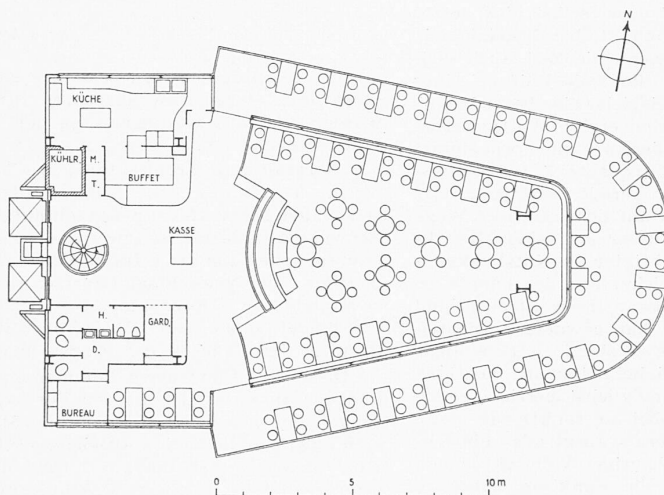 N
KÜCHE
KÜHLR.
M.
T.
BUFFET
KASSE
H.
GARD.
D.
BUREAU
0 5 10 m